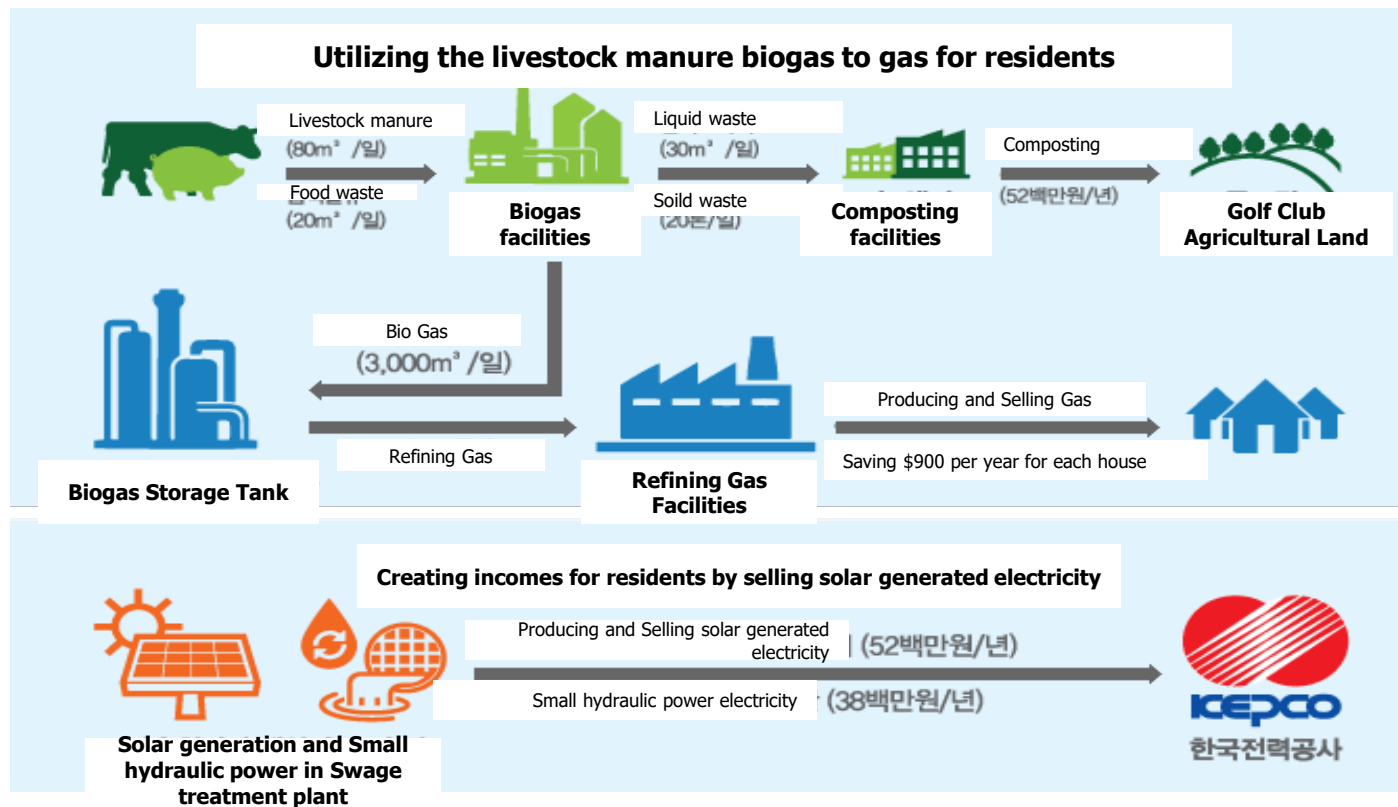 Utilizing the livestock manure biogas to gas for residents
Livestock manure
(80m³ /일)
Food waste
(20m³ /일)
Liquid waste
(30m³ /일)
Soild waste
(20톤/일)
Composting
(52백만원/년)
Biogas
facilities
Composting
facilities
Golf Club
Agricultural Land
Bio Gas
(3,000m³ /일)
Refining Gas
Producing and Selling Gas
Saving $900 per year for each house
Biogas Storage Tank
Refining Gas
Facilities
Creating incomes for residents by selling solar generated electricity
Producing and Selling solar generated
electricity (52백만원/년)
Small hydraulic power electricity (38백만원/년)
KEPCO
한국전력공사
Solar generation and Small
hydraulic power in Swage
treatment plant